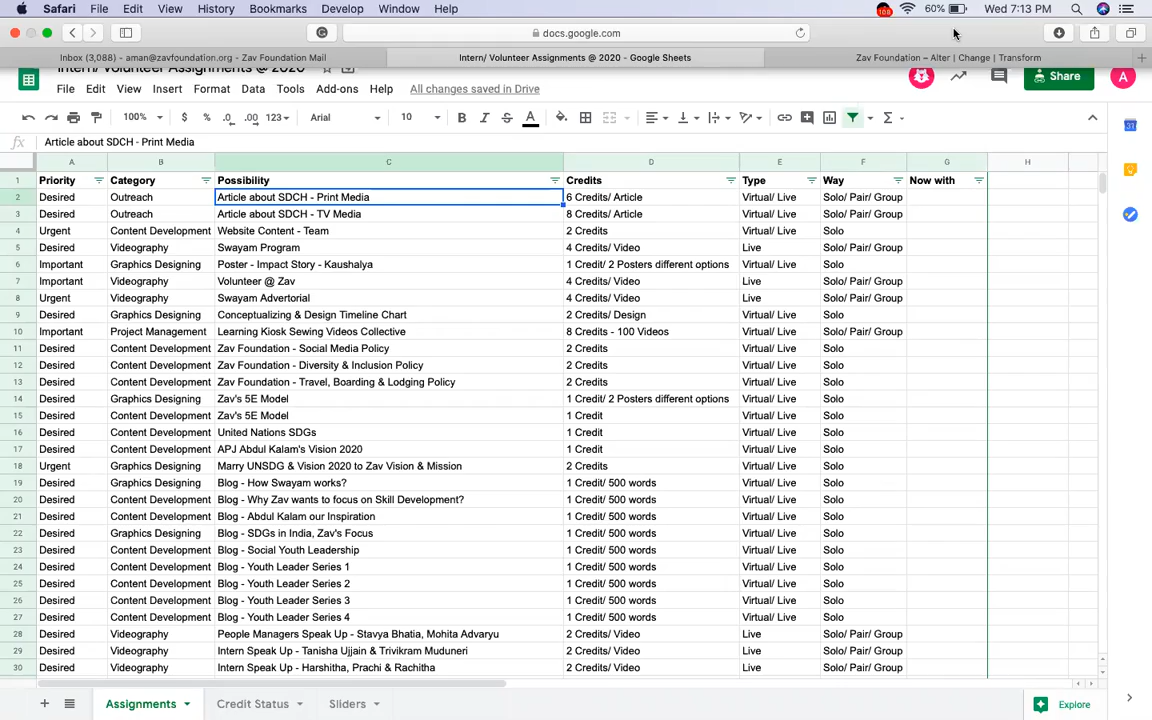 Safari File Edit View History Bookmarks Develop Window Help 108 60% Wed 7:13 PM
docs.google.com
Inbox (3,088) - aman@zavfoundation.org - Zav Foundation Mail Intern/ Volunteer Assignments @ 2020 - Google Sheets Zav Foundation – Alter | Change | Transform
Intern/ Volunteer Assignments @ 2020
File Edit View Insert Format Data Tools Add-ons Help All changes saved in Drive Share A
100% $ % .0 .00 123 Arial 10 B I S A
fx Article about SDCH - Print Media
A B C D E F G H
1 Priority Category Possibility Credits Type Way Now with
2 Desired Outreach Article about SDCH - Print Media 6 Credits/ Article Virtual/ Live Solo/ Pair/ Group
3 Desired Outreach Article about SDCH - TV Media 8 Credits/ Article Virtual/ Live Solo/ Pair/ Group
4 Urgent Content Development Website Content - Team 2 Credits Virtual/ Live Solo
5 Desired Videography Swayam Program 4 Credits/ Video Live Solo/ Pair/ Group
6 Important Graphics Designing Poster - Impact Story - Kaushalya 1 Credit/ 2 Posters different options Virtual/ Live Solo
7 Important Videography Volunteer @ Zav 4 Credits/ Video Live Solo/ Pair/ Group
8 Urgent Videography Swayam Advertorial 4 Credits/ Video Live Solo/ Pair/ Group
9 Desired Graphics Designing Conceptualizing & Design Timeline Chart 2 Credits/ Design Virtual/ Live Solo
10 Important Project Management Learning Kiosk Sewing Videos Collective 8 Credits - 100 Videos Virtual/ Live Solo/ Pair/ Group
11 Desired Content Development Zav Foundation - Social Media Policy 2 Credits Virtual/ Live Solo
12 Desired Content Development Zav Foundation - Diversity & Inclusion Policy 2 Credits Virtual/ Live Solo
13 Desired Content Development Zav Foundation - Travel, Boarding & Lodging Policy 2 Credits Virtual/ Live Solo
14 Desired Graphics Designing Zav's 5E Model 1 Credit/ 2 Posters different options Virtual/ Live Solo
15 Desired Content Development Zav's 5E Model 1 Credit Virtual/ Live Solo
16 Desired Content Development United Nations SDGs 1 Credit Virtual/ Live Solo
17 Desired Content Development APJ Abdul Kalam's Vision 2020 1 Credit Virtual/ Live Solo
18 Urgent Graphics Designing Marry UNSDG & Vision 2020 to Zav Vision & Mission 2 Credits Virtual/ Live Solo
19 Desired Graphics Designing Blog - How Swayam works? 1 Credit/ 500 words Virtual/ Live Solo
20 Desired Content Development Blog - Why Zav wants to focus on Skill Development? 1 Credit/ 500 words Virtual/ Live Solo
21 Desired Content Development Blog - Abdul Kalam our Inspiration 1 Credit/ 500 words Virtual/ Live Solo
22 Desired Graphics Designing Blog - SDGs in India, Zav's Focus 1 Credit/ 500 words Virtual/ Live Solo
23 Desired Content Development Blog - Social Youth Leadership 1 Credit/ 500 words Virtual/ Live Solo
24 Desired Content Development Blog - Youth Leader Series 1 1 Credit/ 500 words Virtual/ Live Solo
25 Desired Content Development Blog - Youth Leader Series 2 1 Credit/ 500 words Virtual/ Live Solo
26 Desired Content Development Blog - Youth Leader Series 3 1 Credit/ 500 words Virtual/ Live Solo
27 Desired Content Development Blog - Youth Leader Series 4 1 Credit/ 500 words Virtual/ Live Solo
28 Desired Videography People Managers Speak Up - Stavya Bhatia, Mohita Advaryu 2 Credits/ Video Live Solo/ Pair/ Group
29 Desired Videography Intern Speak Up - Tanisha Ujjain & Trivikram Muduneri 2 Credits/ Video Live Solo/ Pair/ Group
30 Desired Videography Intern Speak Up - Harshitha, Prachi & Rachitha 2 Credits/ Video Live Solo/ Pair/ Group
Assignments Credit Status Sliders Explore